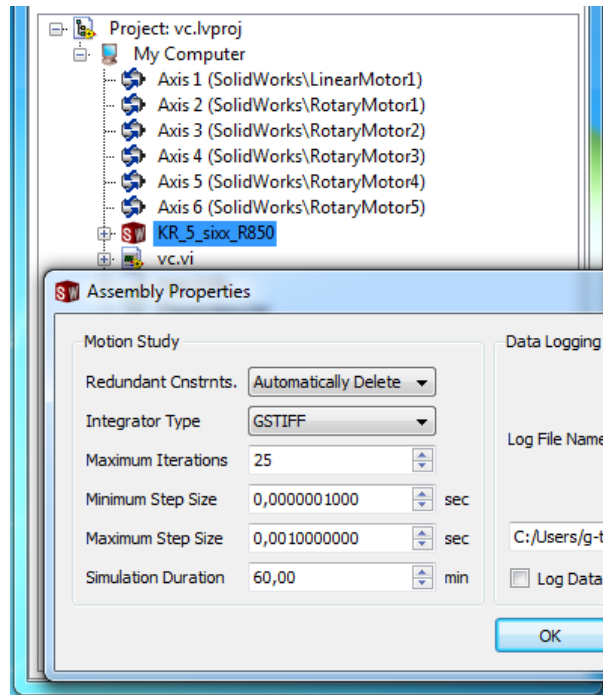 Project: vc.lvproj
My Computer
Axis 1 (SolidWorks\LinearMotor1)
Axis 2 (SolidWorks\RotaryMotor1)
Axis 3 (SolidWorks\RotaryMotor2)
Axis 4 (SolidWorks\RotaryMotor3)
Axis 5 (SolidWorks\RotaryMotor4)
Axis 6 (SolidWorks\RotaryMotor5)
SW KR_5_sixx_R850
vc.vi
SW Assembly Properties
Motion Study
Redundant Cnstrnts. Automatically Delete
Integrator Type GSTIFF
Maximum Iterations 25
Minimum Step Size 0,0000001000 sec
Maximum Step Size 0,0010000000 sec
Simulation Duration 60,00 min
Data Logging
Log File Name
C:/Users/g-t
Log Data
OK